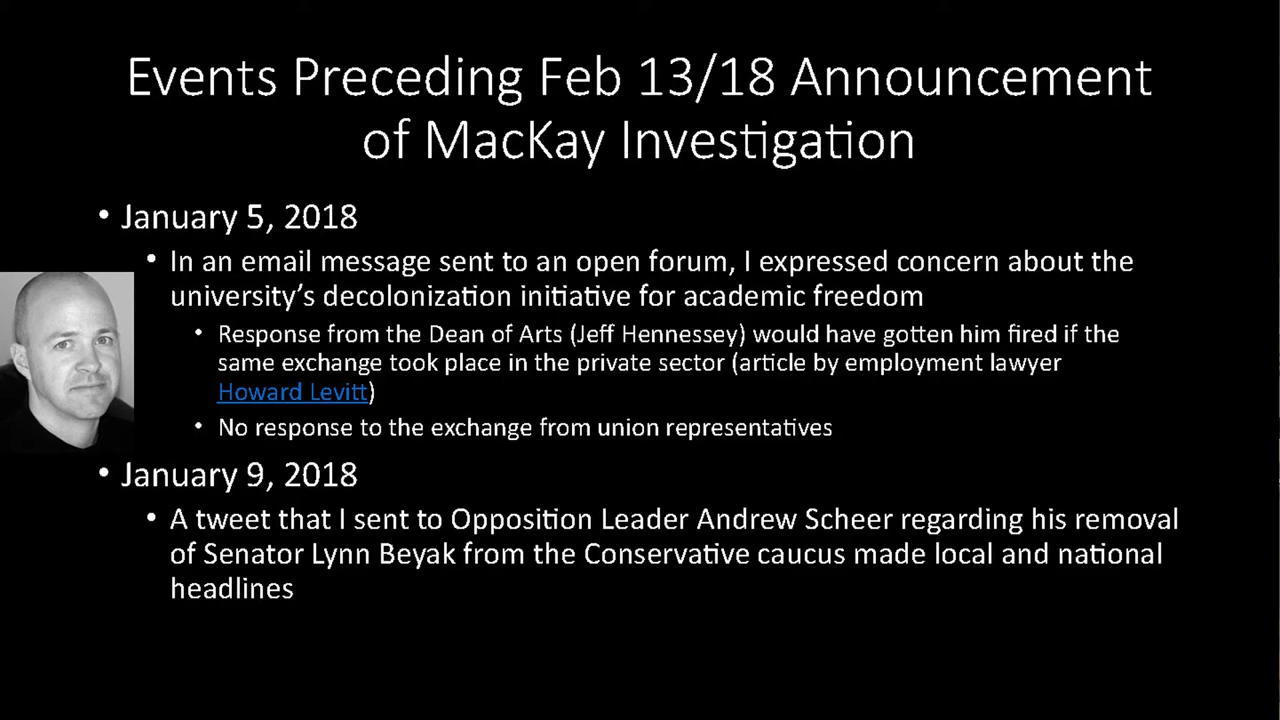 Events Preceding Feb 13/18 Announcement
of MacKay Investigation
• January 5, 2018
• In an email message sent to an open forum, I expressed concern about the
university’s decolonization initiative for academic freedom
• Response from the Dean of Arts (Jeff Hennessey) would have gotten him fired if the
same exchange took place in the private sector (article by employment lawyer
Howard Levitt)
• No response to the exchange from union representatives
• January 9, 2018
• A tweet that I sent to Opposition Leader Andrew Scheer regarding his removal
of Senator Lynn Beyak from the Conservative caucus made local and national
headlines